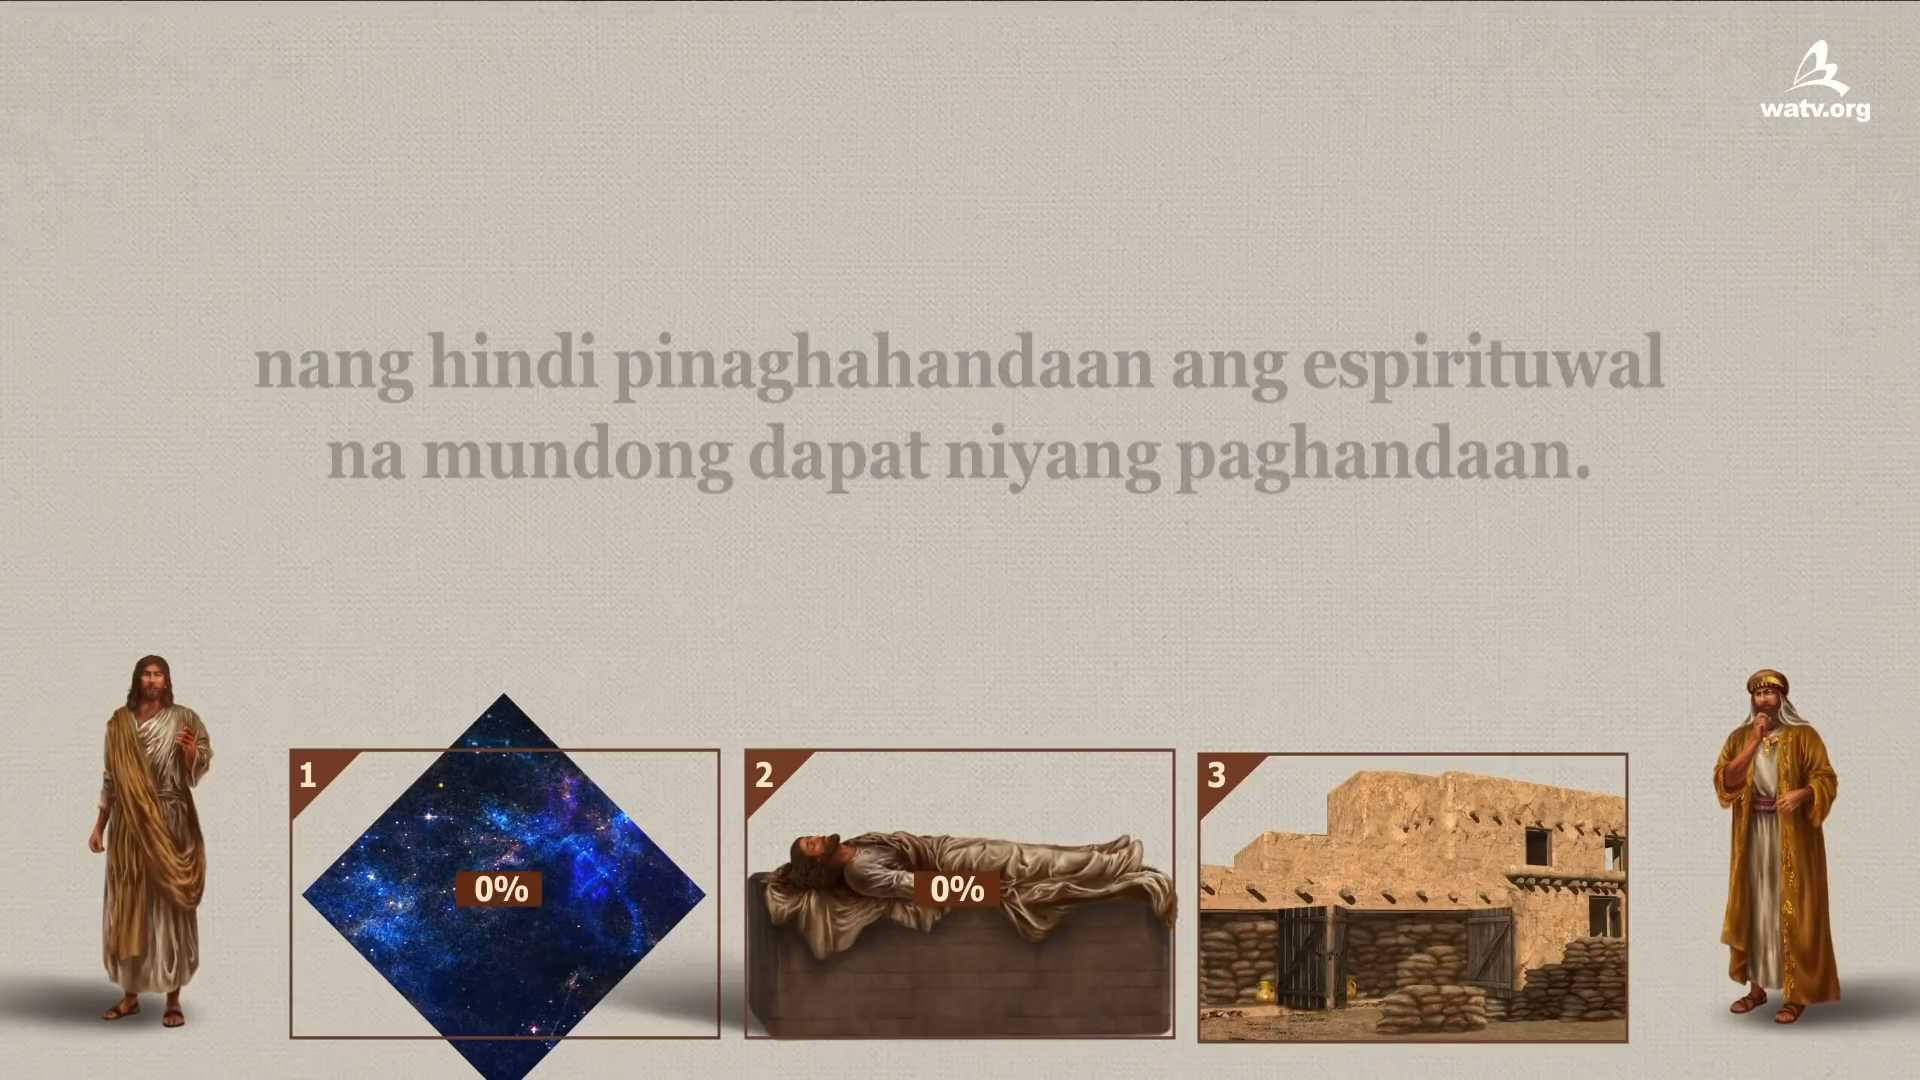 watv.org
nang hindi pinaghahandaan ang espirituwal
na mundong dapat niyang paghandaan.
1
2
3
0%
0%